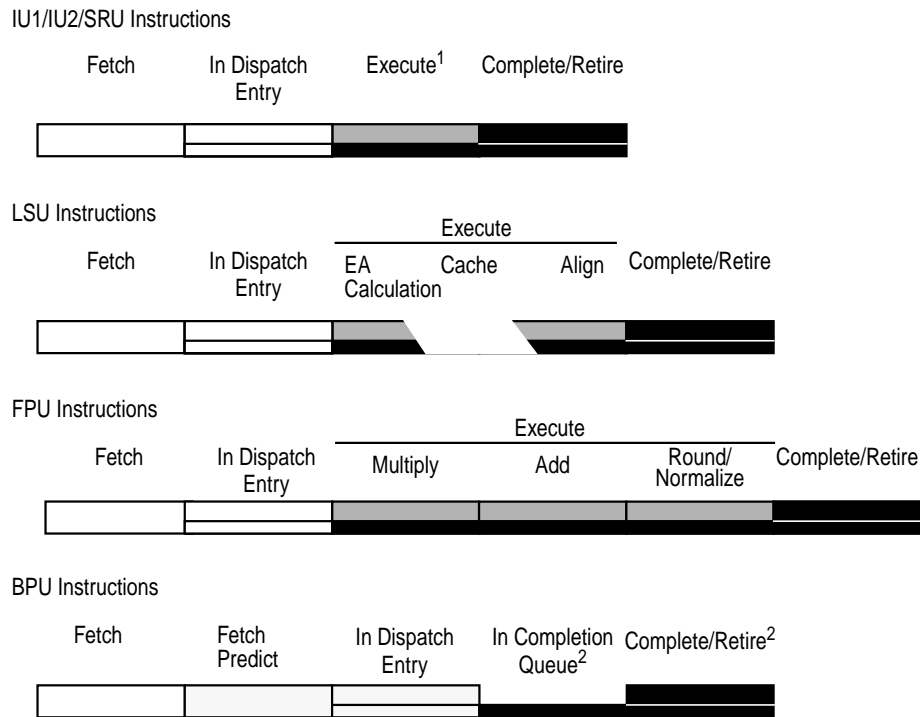 IU1/IU2/SRU Instructions
Fetch In Dispatch Execute1 Complete/Retire
Entry
LSU Instructions
Execute
Fetch In Dispatch EA Cache Align Complete/Retire
Entry Calculation
FPU Instructions
Execute
Fetch In Dispatch Multiply Add Round/ Complete/Retire
Entry Normalize
BPU Instructions
Fetch Fetch In Dispatch In Completion Complete/Retire2
Predict Entry Queue2